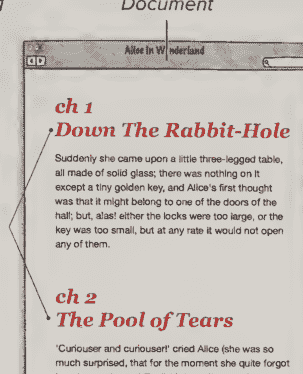 Document
Alice in Wonderland
ch 1
Down The Rabbit-Hole
Suddenly she came upon a little three-legged table,
all made of solid glass; there was nothing on it
except a tiny golden key, and Alice's first thought
was that it might belong to one of the doors of the
hall; but, alas! either the locks were too large, or the
key was too small, but at any rate it would not open
any of them.
ch 2
The Pool of Tears
'Curiouser and curiouser!' cried Alice (she was so
much surprised, that for the moment she quite forgot